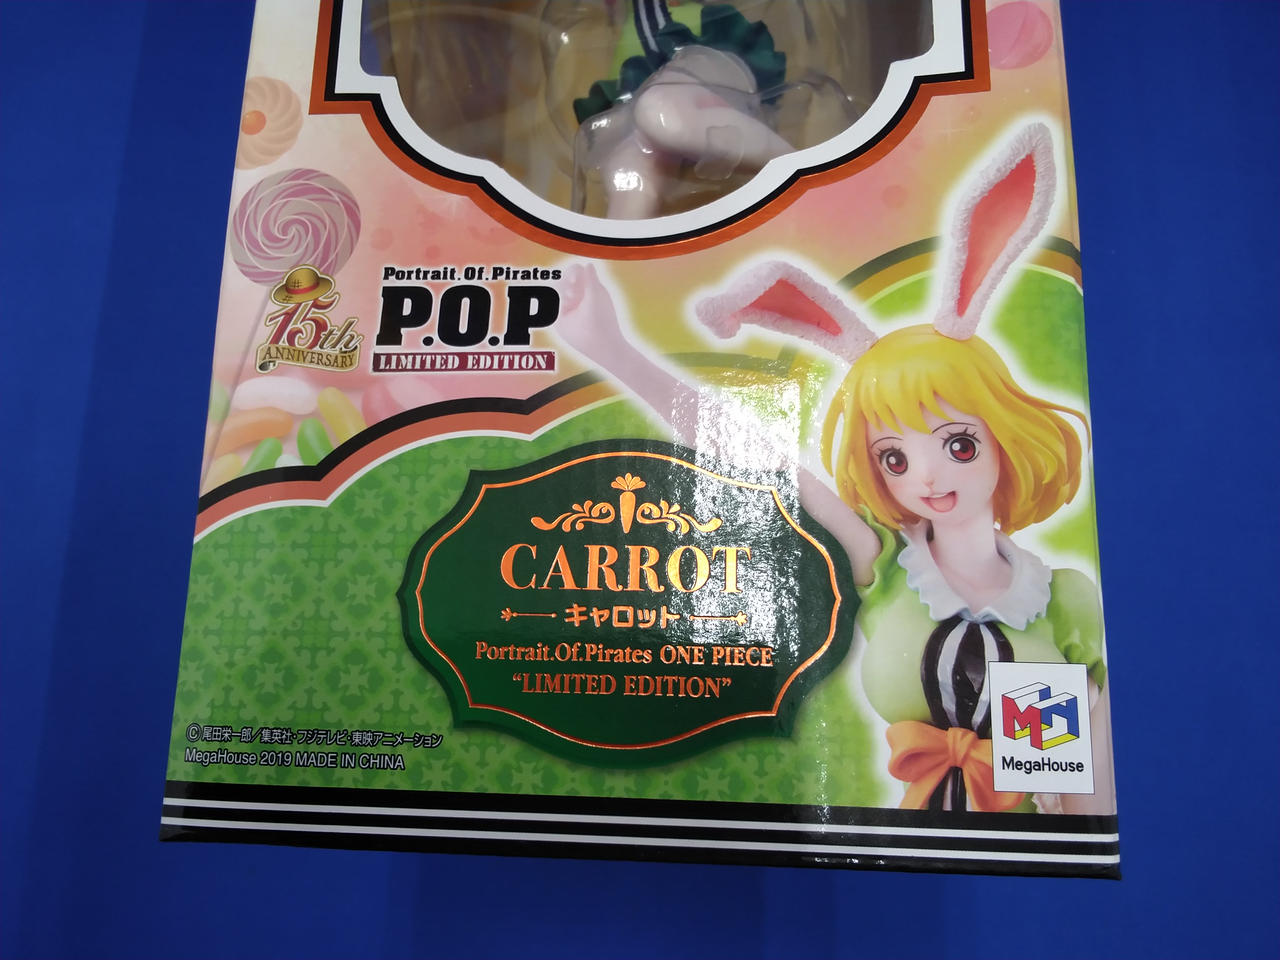 Portrait.Of.Pirates
P.O.P
LIMITED EDITION
15th
ANNIVERSARY
CARROT
キャロット
Portrait.Of.Pirates ONE PIECE
"LIMITED EDITION"
©尾田栄一郎/集英社・フジテレビ・東映アニメーション
MegaHouse 2019 MADE IN CHINA
MegaHouse